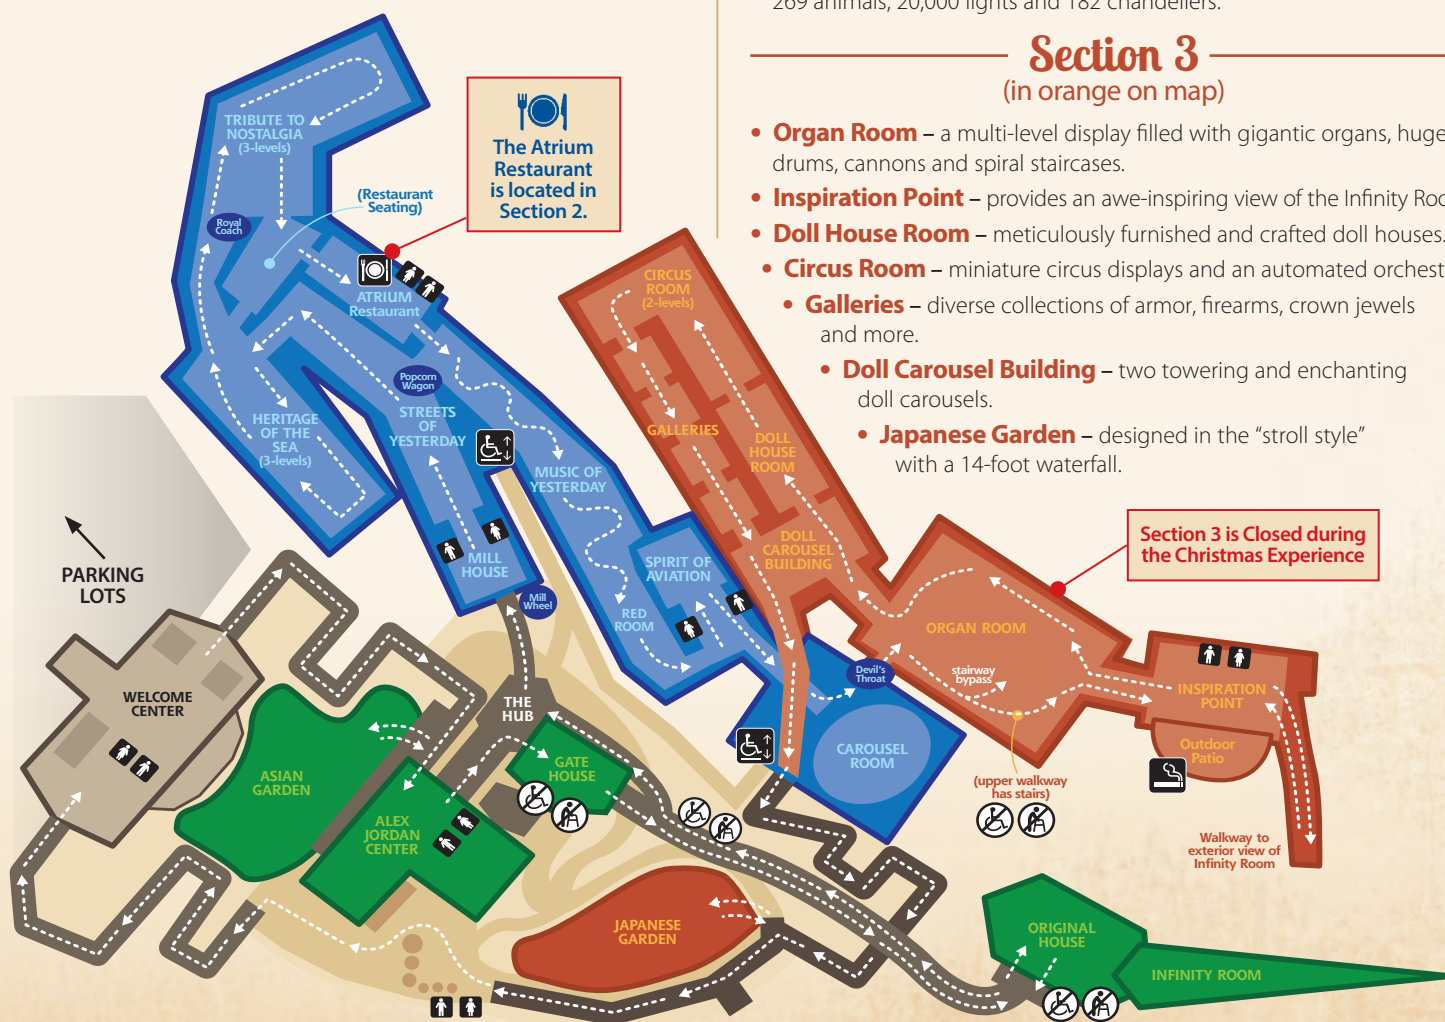 269 animals, 20,000 lights and 182 chandeliers.
Section 3
(in orange on map)
• Organ Room – a multi-level display filled with gigantic organs, huge
drums, cannons and spiral staircases.
• Inspiration Point – provides an awe-inspiring view of the Infinity Roo
• Doll House Room – meticulously furnished and crafted doll houses.
• Circus Room – miniature circus displays and an automated orchest
• Galleries – diverse collections of armor, firearms, crown jewels
and more.
• Doll Carousel Building – two towering and enchanting
doll carousels.
• Japanese Garden – designed in the “stroll style”
with a 14-foot waterfall.
Section 3 is Closed during
the Christmas Experience
The Atrium
Restaurant
is located in
Section 2.
TRIBUTE TO
NOSTALGIA
(3-levels)
(Restaurant
Seating)
Royal
Coach
ATRIUM
Restaurant
Popcorn
Wagon
STREETS
OF
YESTERDAY
HERITAGE
OF THE
SEA
(3-levels)
MUSIC OF
YESTERDAY
MILL
HOUSE
Mill
Wheel
SPIRIT OF
AVIATION
RED
ROOM
CIRCUS
ROOM
(2-levels)
GALLERIES
DOLL
HOUSE
ROOM
DOLL
CAROUSEL
BUILDING
ORGAN ROOM
stairway
bypass
Devil's
Throat
CAROUSEL
ROOM
INSPIRATION
POINT
Outdoor
Patio
(upper walkway
has stairs)
Walkway to
exterior view of
Infinity Room
PARKING
LOTS
WELCOME
CENTER
THE
HUB
GATE
HOUSE
ASIAN
GARDEN
ALEX
JORDAN
CENTER
JAPANESE
GARDEN
ORIGINAL
HOUSE
INFINITY ROOM